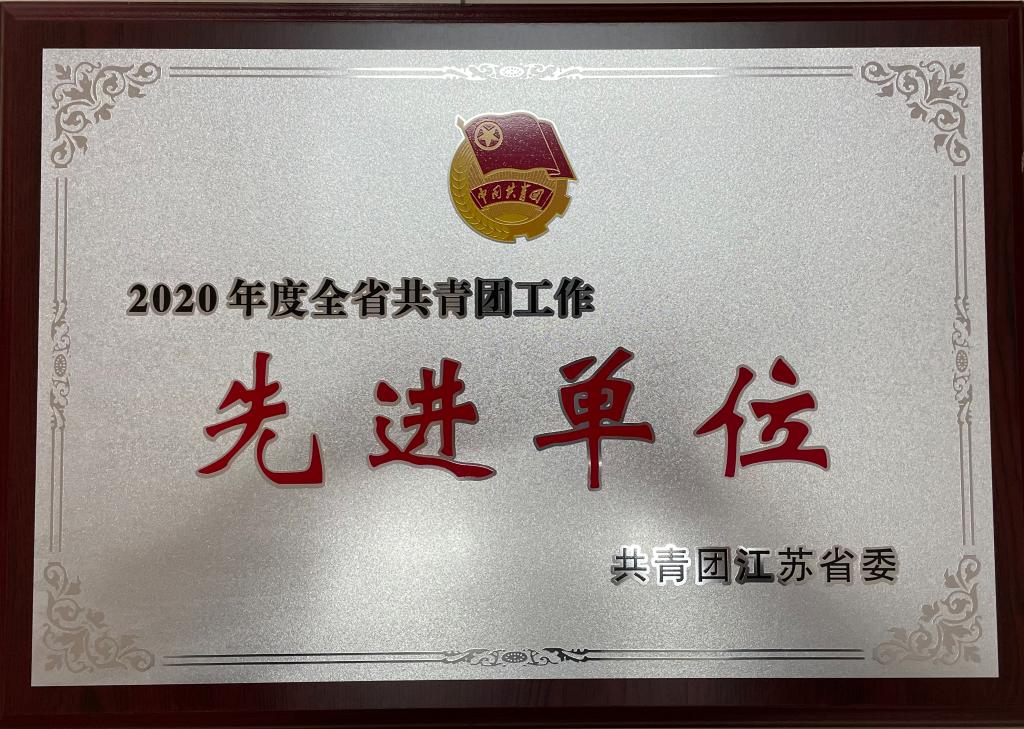 中国共青团
2020年度全省共青团工作
先进单位
共青团江苏省委